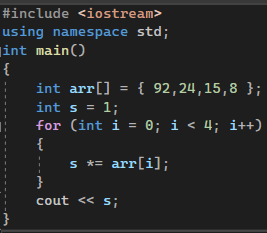 #include <iostream>
using namespace std;
int main()
{
    int arr[] = { 92,24,15,8 };
    int s = 1;
    for (int i = 0; i < 4; i++)
    {
        s *= arr[i];
    }
    cout << s;
}